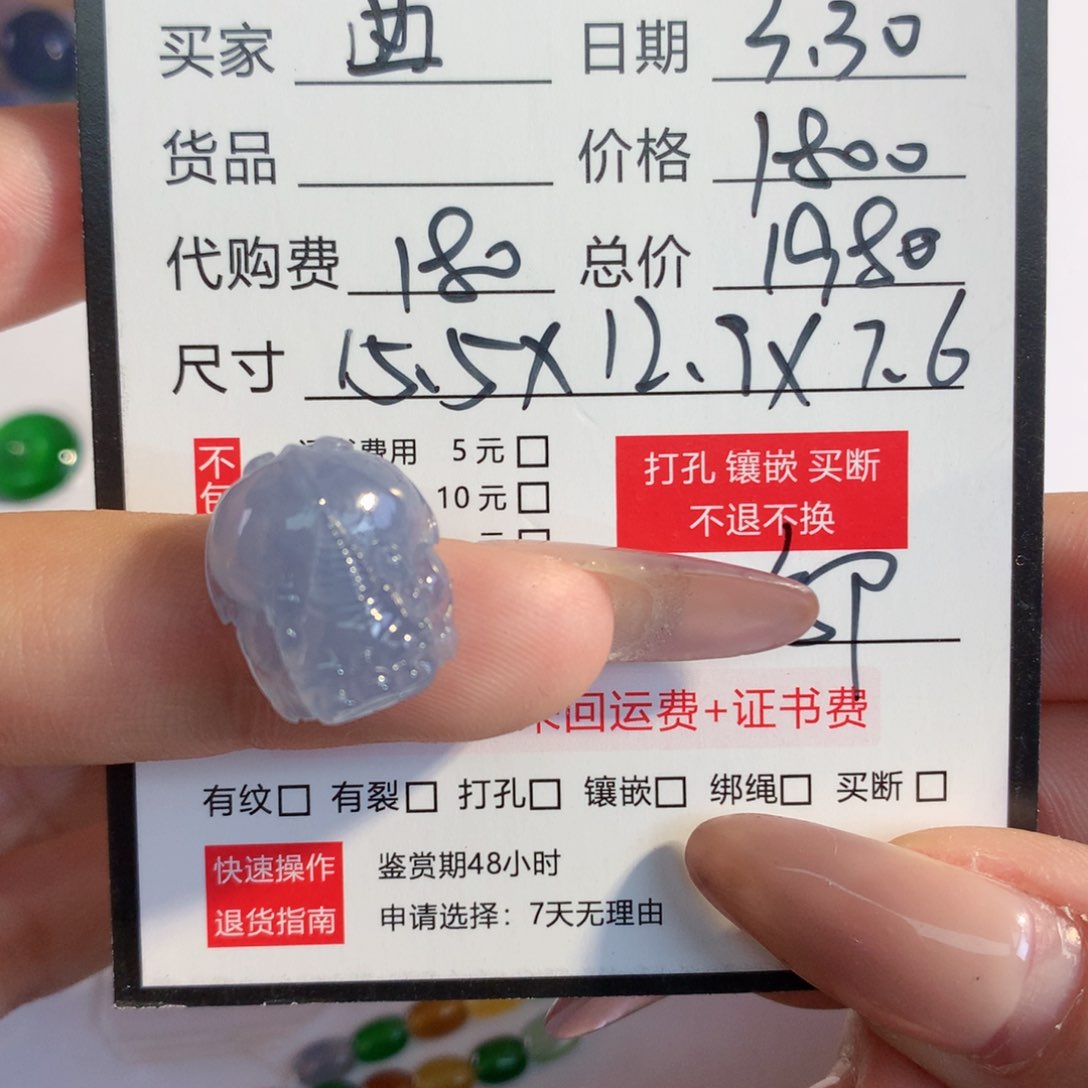 买家 西 日期 5.30
货品 价格 1800
代购费 180 总价 1980
尺寸 15.5X12.7X7.6
不 费用 5元
10元
元
打孔 镶嵌 买断
不退不换
来回运费+证书费
有纹 有裂 打孔 镶嵌 绑绳 买断
快速操作 鉴赏期48小时
退货指南 申请选择：7天无理由